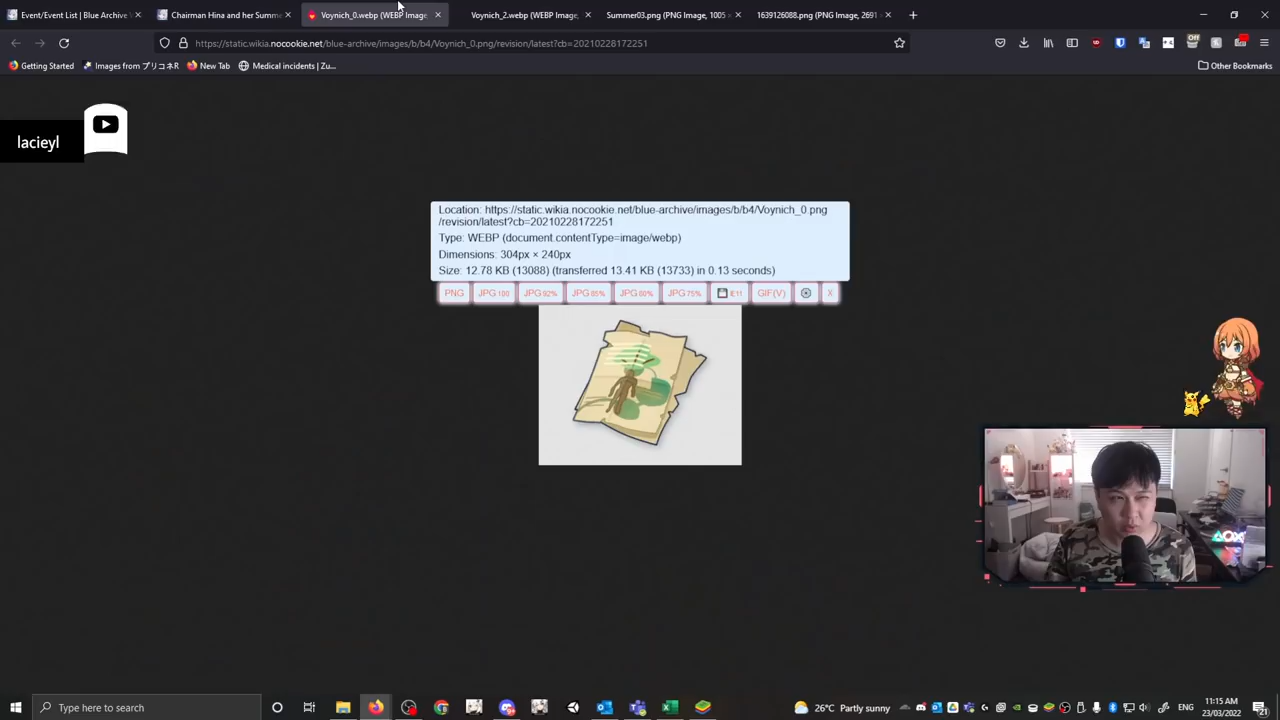 Event/Event List | Blue Archive W
Chairman Hina and her Summe
Voynich_0.webp (WEBP Image,
Voynich_2.webp (WEBP Image,
Summer03.png (PNG Image, 1005 x
1639126088.png (PNG Image, 2691
https://static.wikia.nocookie.net/blue-archive/images/b/b4/Voynich_0.png/revision/latest?cb=20210228172251
Off
Getting Started
Images from プリコネR
New Tab
Medical incidents | Zu...
Other Bookmarks
lacieyl
Location: https://static.wikia.nocookie.net/blue-archive/images/b/b4/Voynich_0.png
/revision/latest?cb=20210228172251
Type: WEBP (document.contentType=image/webp)
Dimensions: 304px × 240px
Size: 12.78 KB (13088) (transferred 13.41 KB (13733) in 0.13 seconds)
PNG JPG 100 JPG 92% JPG 85% JPG 80% JPG 75% GIF(V) X
Type here to search
26°C Partly sunny
ENG
11:15 AM
23/03/2022